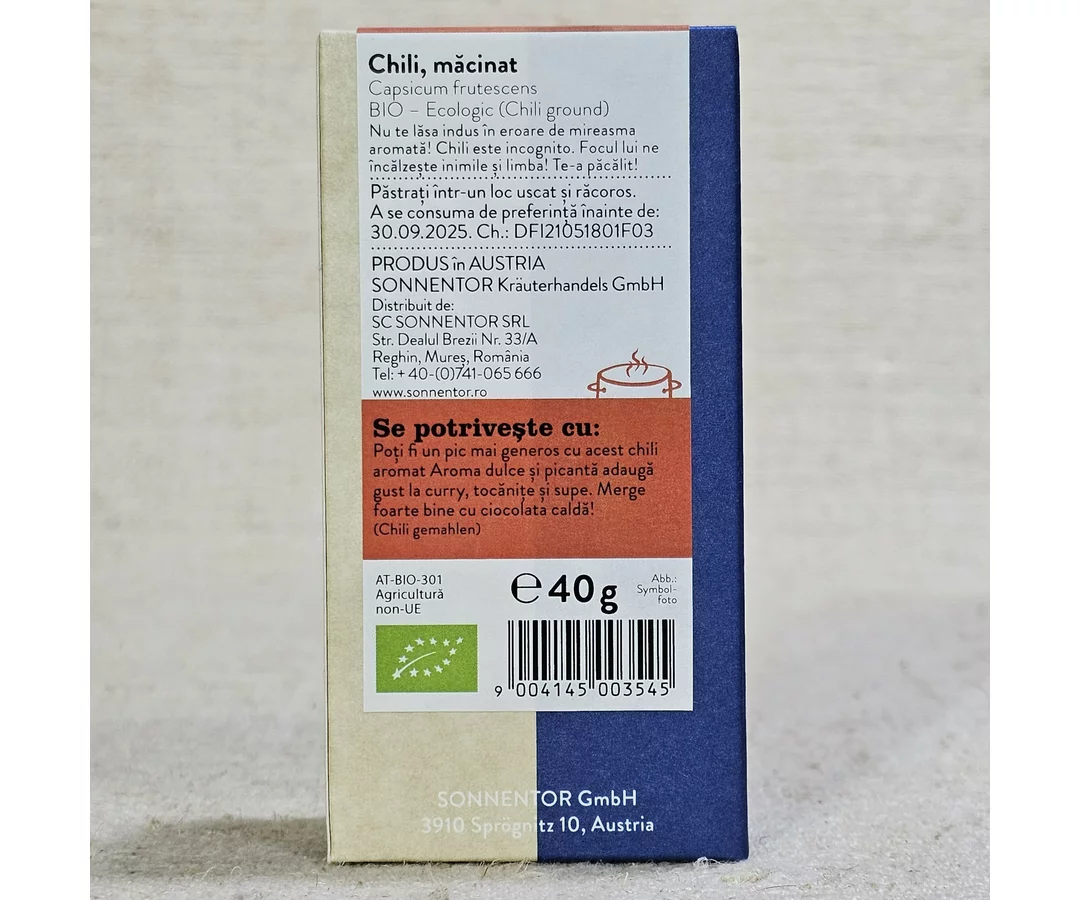 Chili, măcinat
Capsicum frutescens
BIO – Ecologic (Chili ground)
Nu te lăsa indus în eroare de mireasma
aromată! Chili este incognito. Focul lui ne
încălzește inimile și limba! Te-a păcălit!
Păstrați într-un loc uscat și răcoros.
A se consuma de preferință înainte de:
30.09.2025. Ch.: DFI21051801F03
PRODUS în AUSTRIA
SONNENTOR Kräuterhandels GmbH
Distribuit de:
SC SONNENTOR SRL
Str. Dealul Brezii Nr. 33/A
Reghin, Mureș, România
Tel: + 40-(0)741-065 666
www.sonnentor.ro
Se potrivește cu:
Poți fi un pic mai generos cu acest chili
aromat Aroma dulce și picantă adaugă
gust la curry, tocănițe și supe. Merge
foarte bine cu ciocolata caldă!
(Chili gemahlen)
AT-BIO-301
Agricultură
non-UE
℮ 40 g
Abb.:
Symbol-
foto
9 004145 003545
SONNENTOR GmbH
3910 Sprögnitz 10, Austria